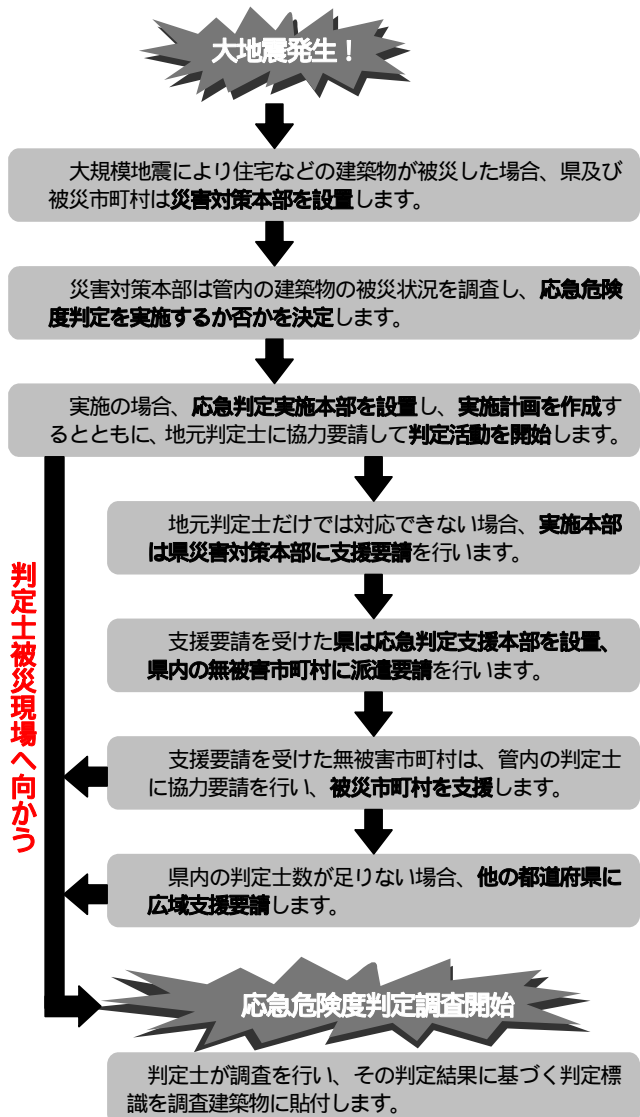 大地震発生！
大規模地震により住宅などの建築物が被災した場合、県及び
被災市町村は災害対策本部を設置します。
災害対策本部は管内の建築物の被災状況を調査し、応急危険
度判定を実施するか否かを決定します。
実施の場合、応急判定実施本部を設置し、実施計画を作成す
るとともに、地元判定士に協力要請して判定活動を開始します。
地元判定士だけでは対応できない場合、実施本部
は県災害対策本部に支援要請を行います。
支援要請を受けた県は応急判定支援本部を設置、
県内の無被害市町村に派遣要請を行います。
判定士被災現場へ向かう
支援要請を受けた無被害市町村は、管内の判定士
に協力要請を行い、被災市町村を支援します。
県内の判定士数が足りない場合、他の都道府県に
広域支援要請します。
応急危険度判定調査開始
判定士が調査を行い、その判定結果に基づく判定標
識を調査建築物に貼付します。